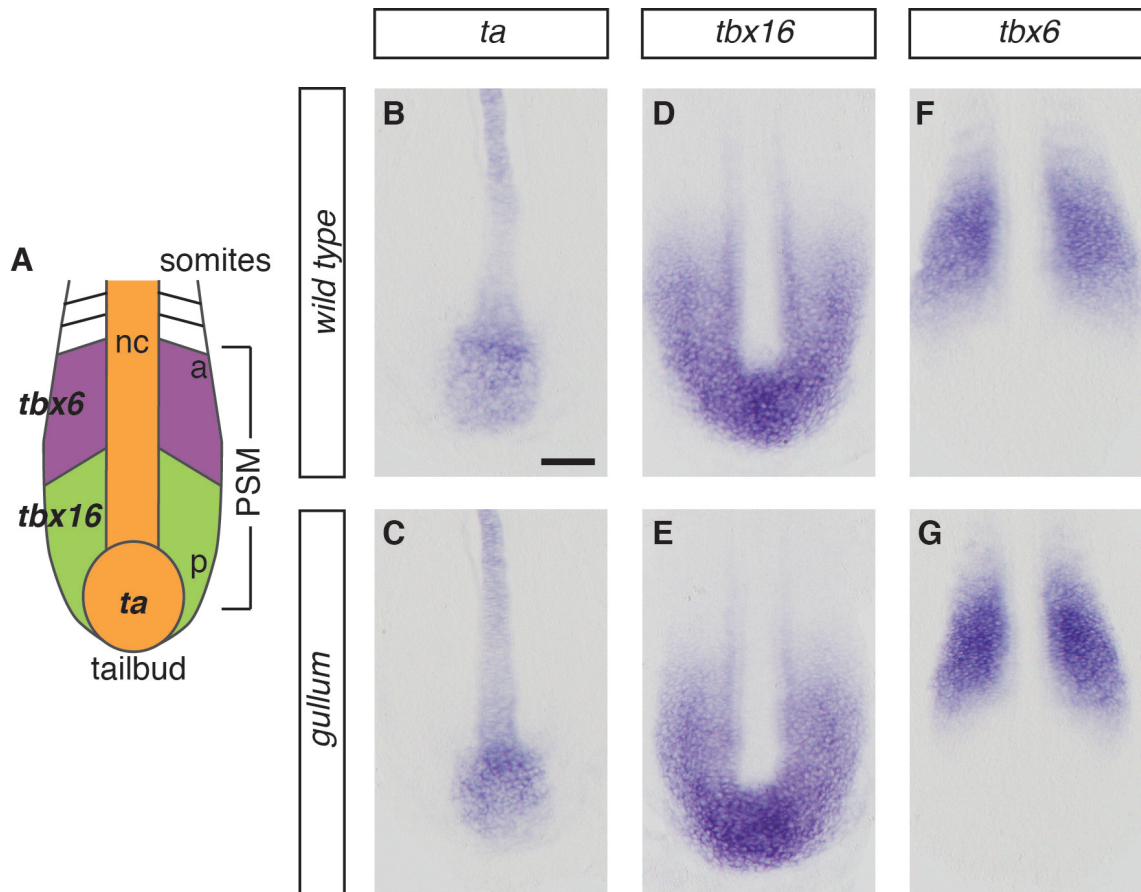 ta
tbx16
tbx6
wild type
gullum
A
somites
nc
a
tbx6
PSM
tbx16
p
ta
tailbud
B
D
F
C
E
G